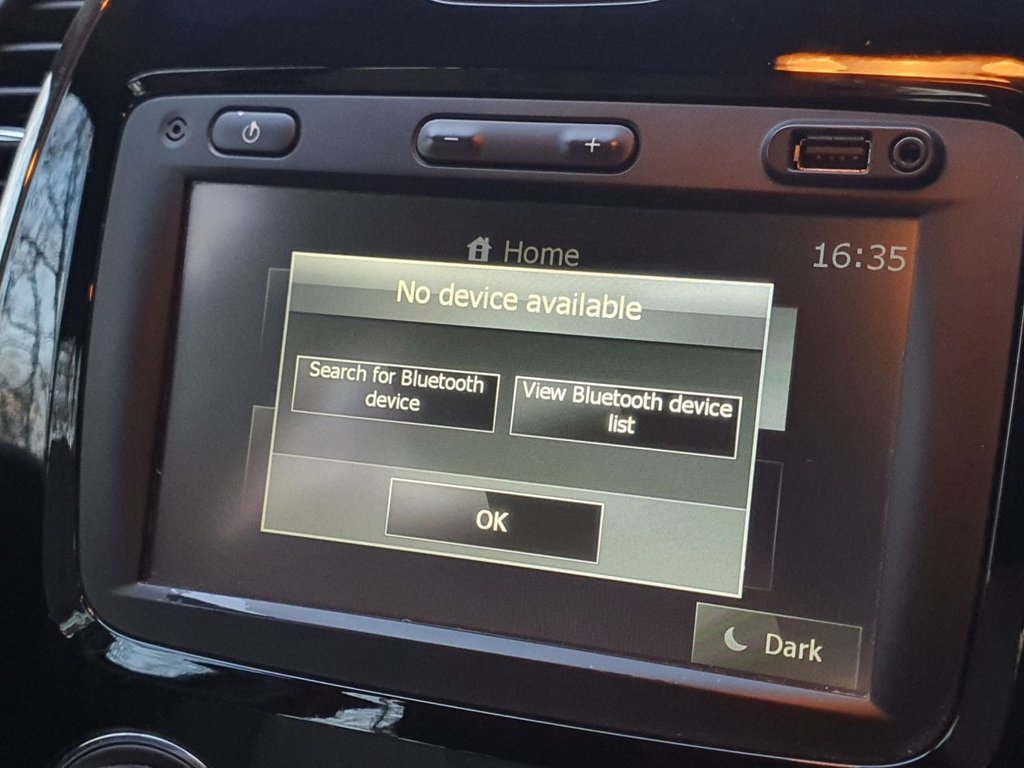 Home
16:35
No device available
Search for Bluetooth
device
View Bluetooth device
list
OK
Dark